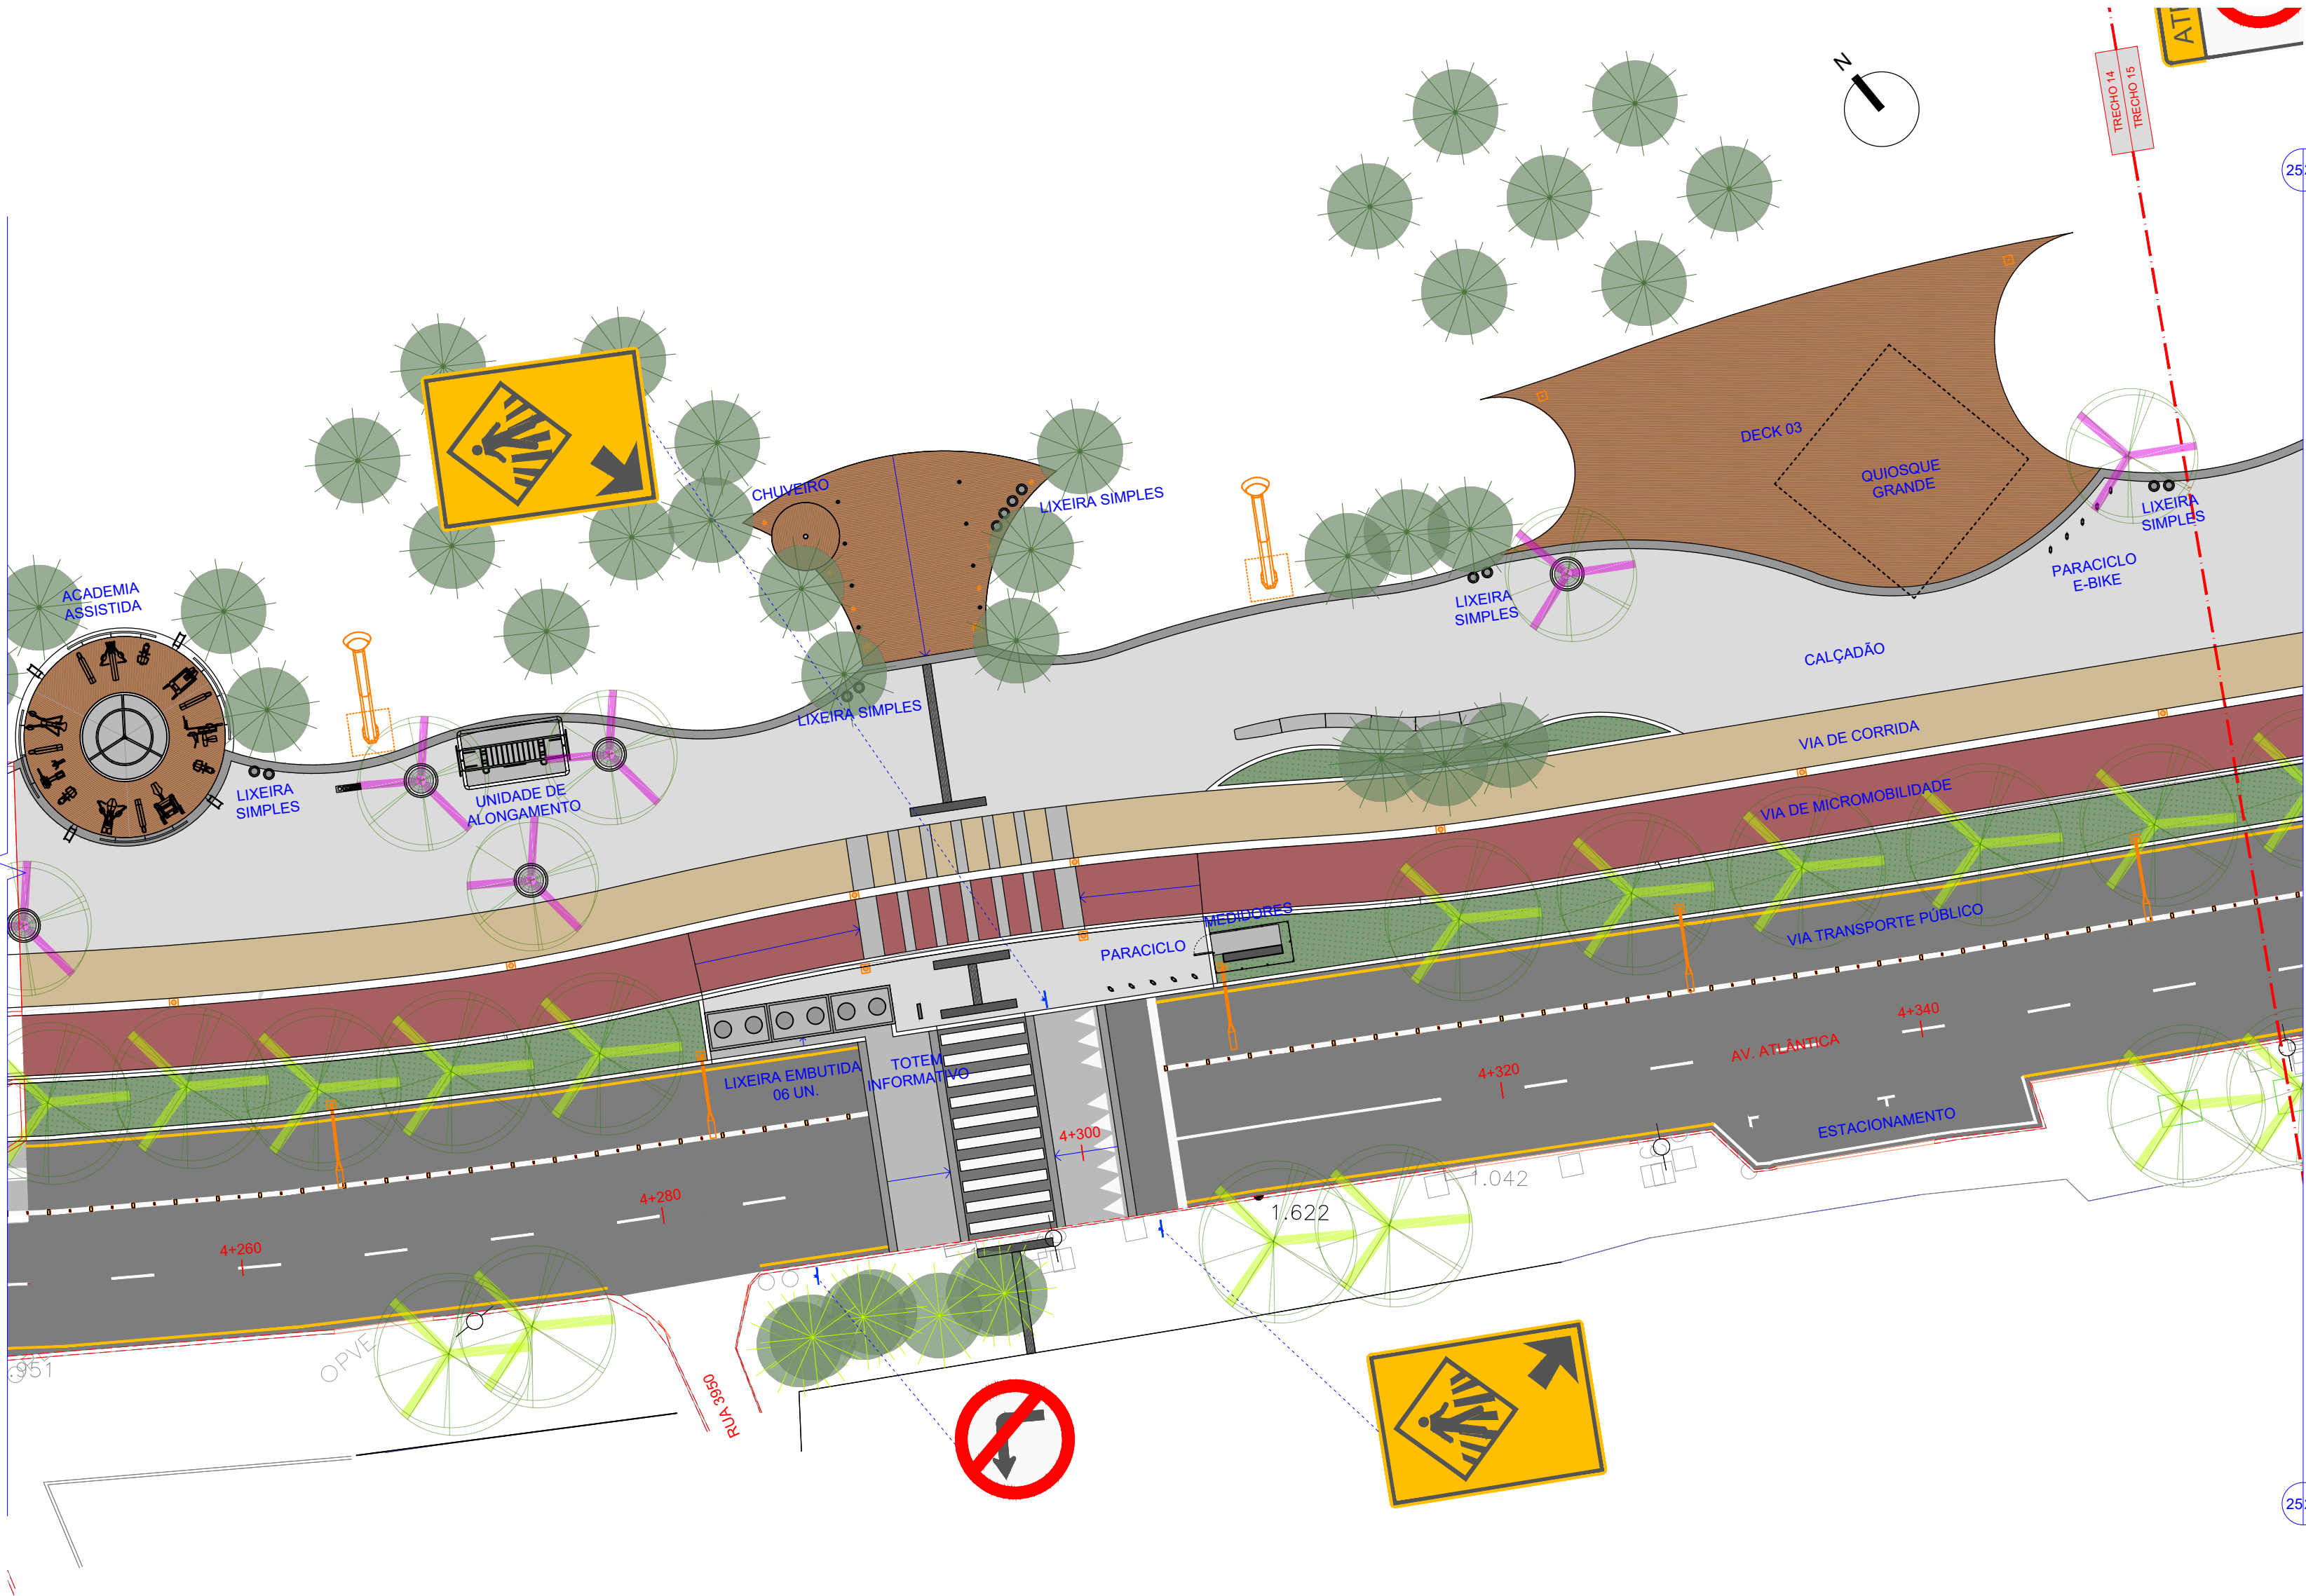 N
TRECHO 14
TRECHO 15
ACADEMIA
ASSISTIDA
CHUVEIRO
LIXEIRA SIMPLES
DECK 03
QUIOSQUE
GRANDE
LIXEIRA
SIMPLES
PARACICLO
E-BIKE
LIXEIRA
SIMPLES
CALÇADÃO
LIXEIRA SIMPLES
LIXEIRA
SIMPLES
UNIDADE DE
ALONGAMENTO
VIA DE CORRIDA
VIA DE MICROMOBILIDADE
MEDIDORES
PARACICLO
VIA TRANSPORTE PÚBLICO
LIXEIRA EMBUTIDA
06 UN.
TOTEM
INFORMATIVO
4+340
AV. ATLÂNTICA
4+320
ESTACIONAMENTO
4+300
4+280
4+260
1.042
1.622
PVE
.951
RUA 3950